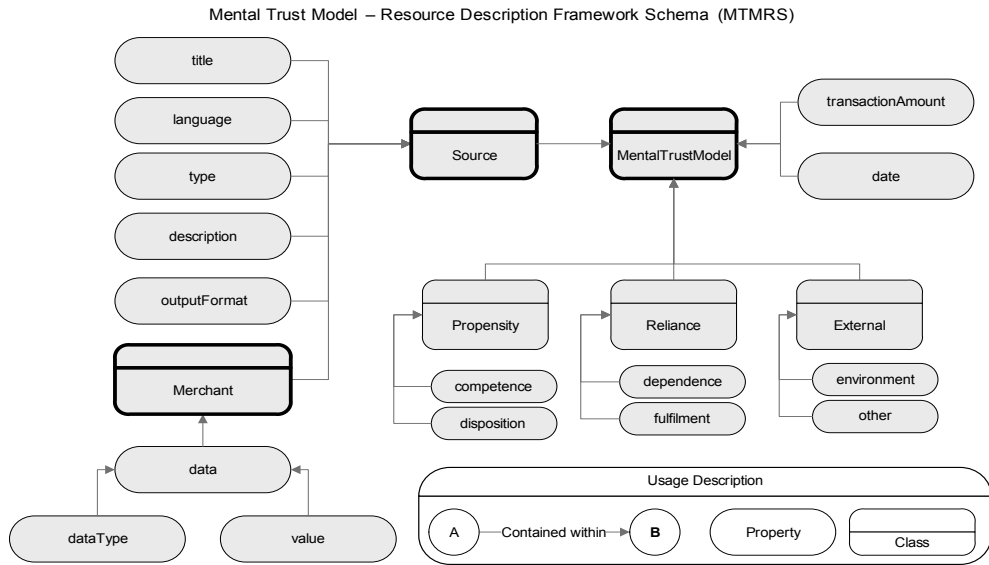 Mental Trust Model – Resource Description Framework Schema (MTMRS)
title
language
type
description
outputFormat
Merchant
data
dataType
value
Source
MentalTrustModel
transactionAmount
date
Propensity
competence
disposition
Reliance
dependence
fulfilment
External
environment
other
Usage Description
A
Contained within
B
Property
Class